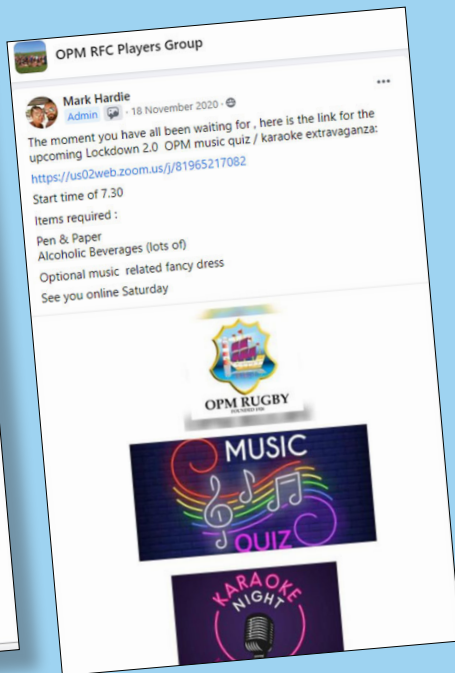 OPM RFC Players Group
Mark Hardie
Admin · 18 November 2020 ·
The moment you have all been waiting for , here is the link for the
upcoming Lockdown 2.0 OPM music quiz / karaoke extravaganza:
https://us02web.zoom.us/j/81965217082
Start time of 7.30
Items required :
Pen & Paper
Alcoholic Beverages (lots of)
Optional music related fancy dress
See you online Saturday
OPM RUGBY
MUSIC
QUIZ
KARAOKE
NIGHT